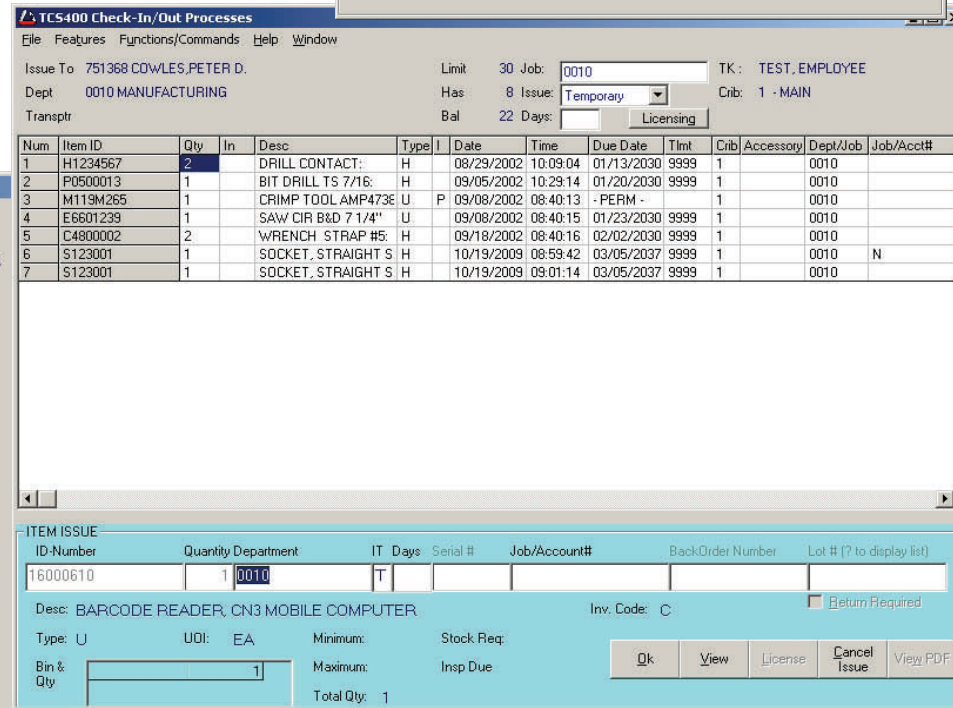 TCS400 Check-In/Out Processes
File Features Functions/Commands Help Window
Issue To 751368 COWLES,PETER D. Limit 30 Job: 0010 TK: TEST, EMPLOYEE
Dept 0010 MANUFACTURING Has 8 Issue: Temporary Crib: 1 - MAIN
Transptr Bal 22 Days: Licensing
Num Item ID Qty In Desc Type I Date Time Due Date Tlmt Crib Accessory Dept/Job Job/Acct#
1 H1234567 2 DRILL CONTACT: H 08/29/2002 10:09:04 01/13/2030 9999 1 0010
2 P0500013 1 BIT DRILL TS 7/16: H 09/05/2002 10:29:14 01/20/2030 9999 1 0010
3 M119M265 1 CRIMP TOOL AMP4738 U P 09/08/2002 08:40:13 - PERM - 1 0010
4 E6601239 1 SAW CIR B&D 7 1/4" U 09/08/2002 08:40:15 01/23/2030 9999 1 0010
5 C4800002 2 WRENCH STRAP #5: H 09/18/2002 08:40:16 02/02/2030 9999 1 0010
6 S123001 1 SOCKET, STRAIGHT S H 10/19/2009 08:59:42 03/05/2037 9999 1 0010 N
7 S123001 1 SOCKET, STRAIGHT S H 10/19/2009 09:01:14 03/05/2037 9999 1 0010
ITEM ISSUE
ID-Number Quantity Department IT Days Serial # Job/Account# BackOrder Number Lot # (? to display list)
16000610 1 0010 T
Desc: BARCODE READER, CN3 MOBILE COMPUTER Inv. Code: C Return Required
Type: U UOI: EA Minimum: Stock Req:
Bin & Qty 1 Maximum: Insp Due Ok View License Cancel Issue View PDF
Total Qty: 1